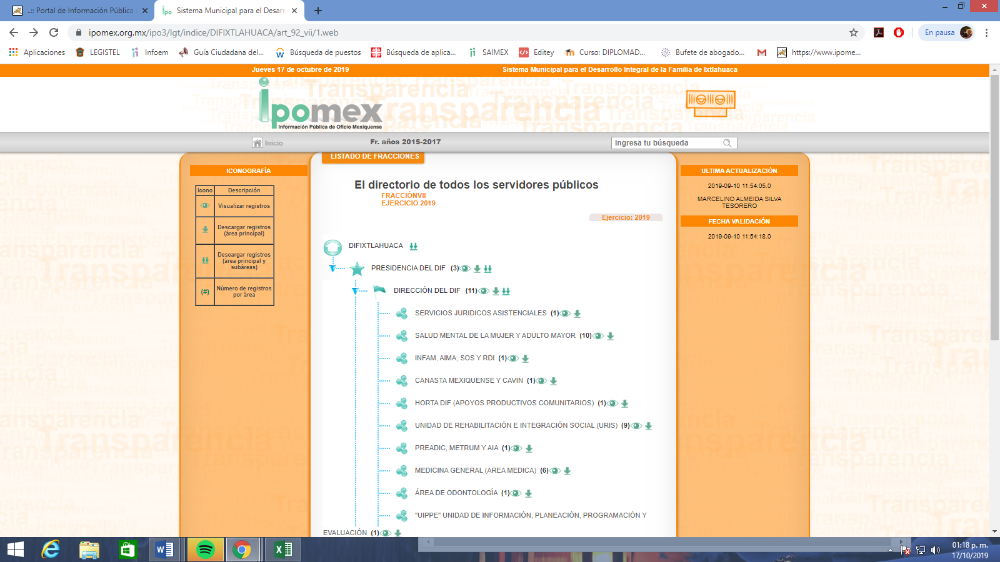 ..:: Portal de Información Pública
Sistema Municipal para el Desarr
ipomex.org.mx/ipo3/lgt/indice/DIFIXTLAHUACA/art_92_vii/1.web
En pausa
Aplicaciones
LEGISTEL
Infoem
Guía Ciudadana del...
Búsqueda de puestos
Búsqueda de aplica...
SAIMEX
Editey
Curso: DIPLOMAD...
Bufete de abogado...
https://www.ipome...
Jueves 17 de octubre de 2019
Sistema Municipal para el Desarrollo Integral de la Familia de Ixtlahuaca
ipomex
Información Pública de Oficio Mexiquense
Transparencia
Inicio
Fr. años 2015-2017
Ingresa tu búsqueda
ICONOGRAFÍA
Icono Descripción
Visualizar registros
Descargar registros
(área principal)
Descargar registros
(área principal y
subáreas)
(#) Número de registros
por área
LISTADO DE FRACCIONES
El directorio de todos los servidores públicos
FRACCIÓNVII
EJERCICIO 2019
Ejercicio: 2019
DIFIXTLAHUACA
PRESIDENCIA DEL DIF (3)
DIRECCIÓN DEL DIF (11)
SERVICIOS JURIDICOS ASISTENCIALES (1)
SALUD MENTAL DE LA MUJER Y ADULTO MAYOR (10)
INFAM, AIMA, SOS Y RDI (1)
CANASTA MEXIQUENSE Y CAVIN (1)
HORTA DIF (APOYOS PRODUCTIVOS COMUNITARIOS) (1)
UNIDAD DE REHABILITACIÓN E INTEGRACIÓN SOCIAL (URIS) (9)
PREADIC, METRUM Y AIA (1)
MEDICINA GENERAL (AREA MEDICA) (6)
ÁREA DE ODONTOLOGÍA (1)
"UIPPE" UNIDAD DE INFORMACIÓN, PLANEACIÓN, PROGRAMACIÓN Y
EVALUACIÓN (1)
ULTIMA ACTUALIZACIÓN
2019-09-10 11:54:05.0
MARCELINO ALMEIDA SILVA
TESORERO
FECHA VALIDACIÓN
2019-09-10 11:54:18.0
01:18 p. m.
17/10/2019